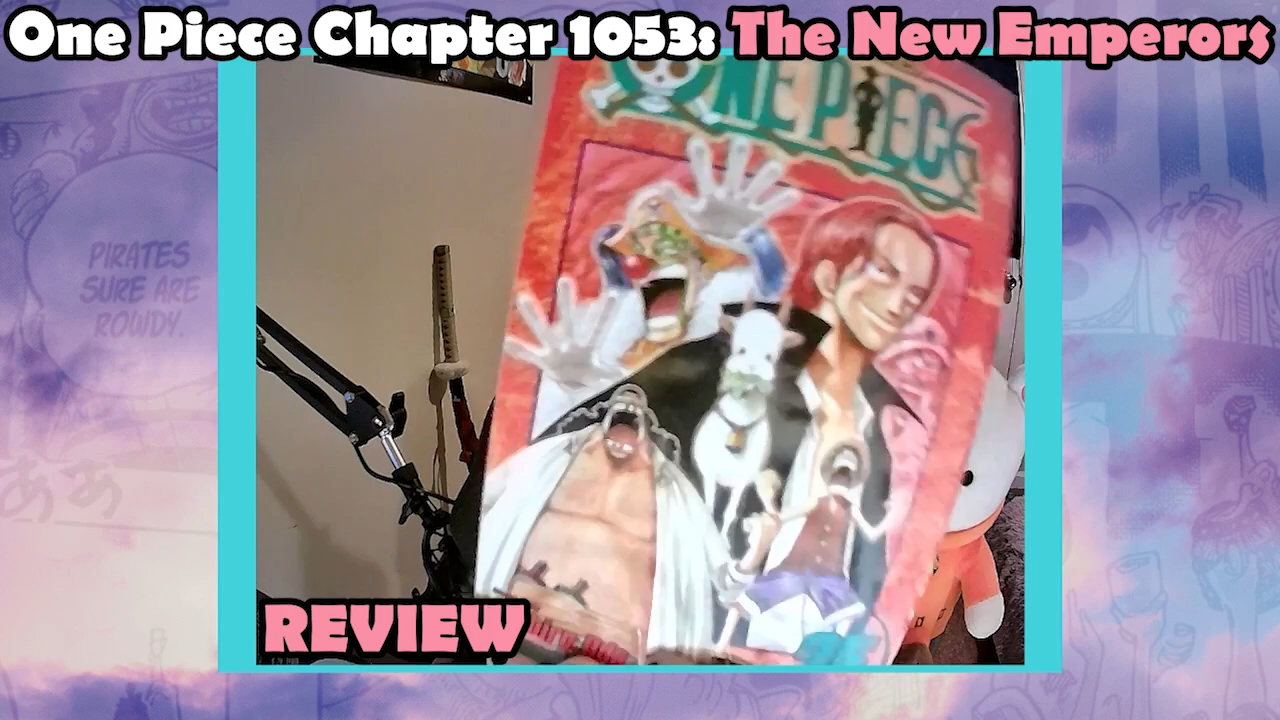 One Piece Chapter 1053: The New Emperors
ONE PIECE
PIRATES
SURE ARE
ROWDY.
ああ
REVIEW